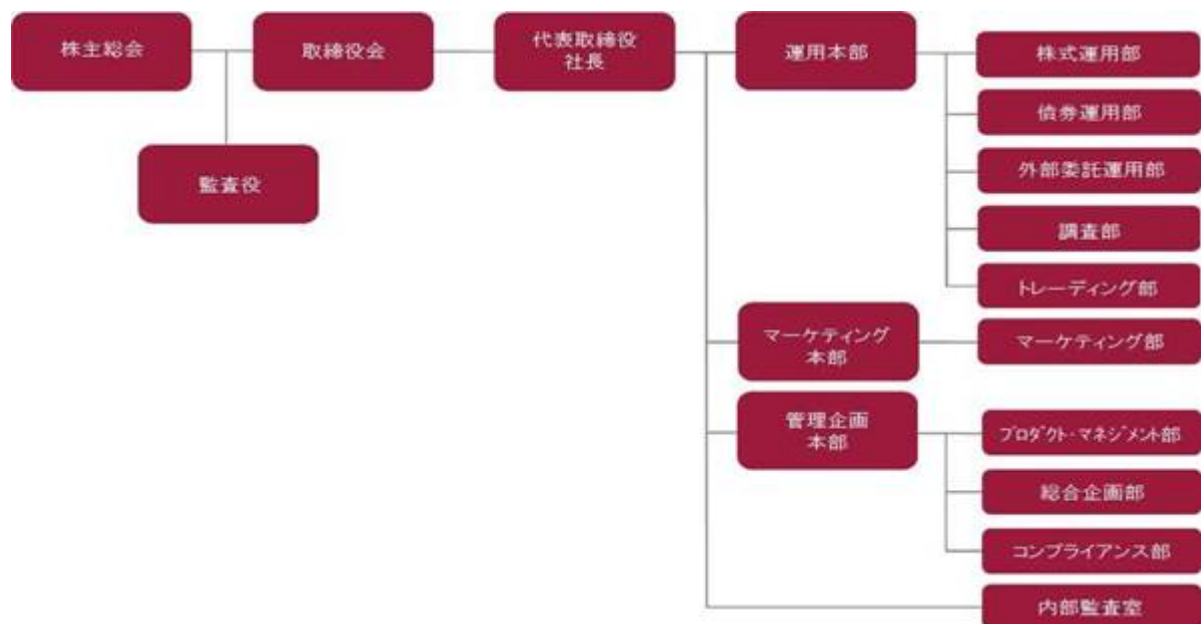 株主総会
取締役会
代表取締役
社長
監査役
運用本部
株式運用部
債券運用部
外部委託運用部
調査部
トレーディング部
マーケティング
本部
マーケティング部
管理企画
本部
プロダクト・マネジメント部
総合企画部
コンプライアンス部
内部監査室